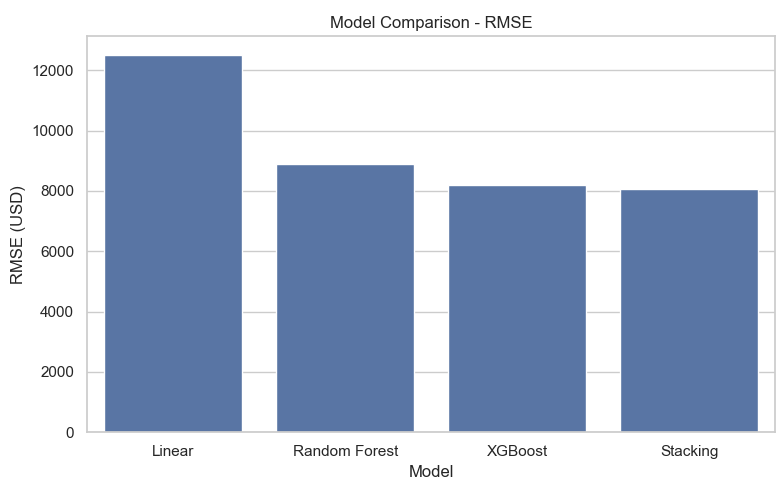 Model Comparison - RMSE
12000
10000
8000
6000
4000
2000
0
RMSE (USD)
Linear
Random Forest
XGBoost
Stacking
Model